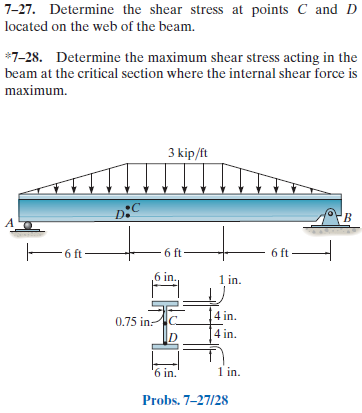 7–27. Determine the shear stress at points C and D
located on the web of the beam.
*7–28. Determine the maximum shear stress acting in the
beam at the critical section where the internal shear force is
maximum.
3 kip/ft
C
D
A
B
6 ft
6 ft
6 ft
6 in.
1 in.
0.75 in.
C
4 in.
D
4 in.
6 in.
1 in.
Probs. 7–27/28